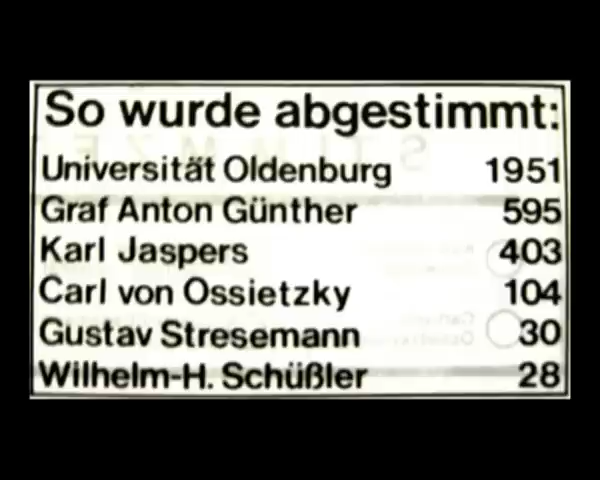 So wurde abgestimmt:
Universität Oldenburg 1951
Graf Anton Günther 595
Karl Jaspers 403
Carl von Ossietzky 104
Gustav Stresemann 30
Wilhelm-H. Schüßler 28